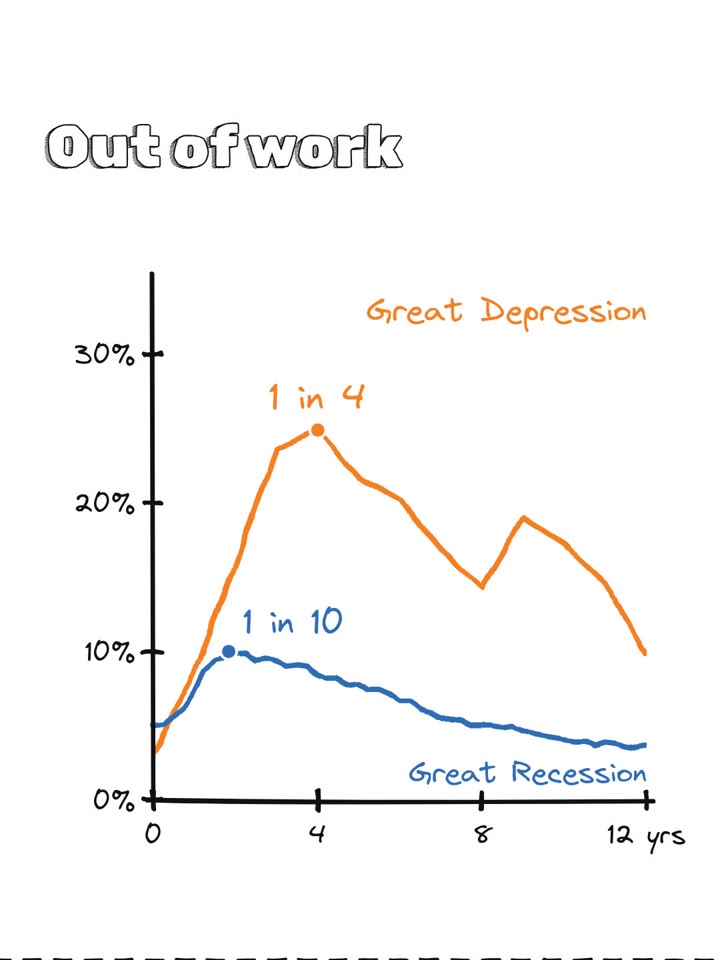 Out of work
Great Depression
30%
1 in 4
20%
1 in 10
10%
Great Recession
0%
0 4 8 12 yrs